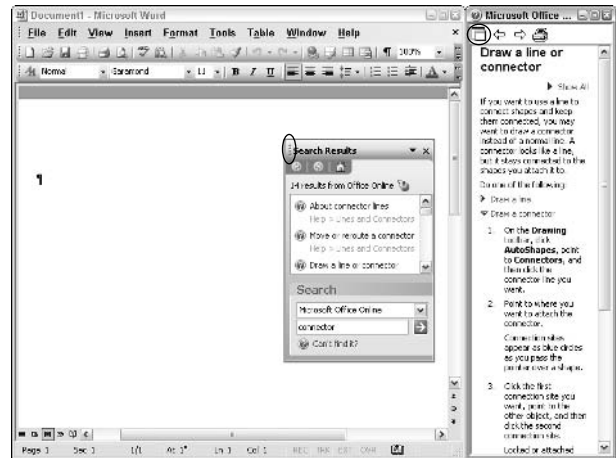 Document1 - Microsoft Word
File Edit View Insert Format Tools Table Window Help
100%
Normal Garamond 11 B I U
¶
Search Results
14 results from Office Online
About connector lines
Help > Lines and Connectors
Move or reroute a connector
Help > Lines and Connectors
Draw a line or connector
Search
Microsoft Office Online
connector
Can't find it?
Page 1 Sec 1 1/1 At 1" Ln 1 Col 1 REC TRK EXT OVR
Microsoft Office ...
Draw a line or
connector
Show All
If you want to use a line to
connect shapes and keep
them connected, you may
want to draw a connector
instead of a normal line. A
connector looks like a line,
but it stays connected to the
shapes you attach it to.
Do one of the following:
Draw a line
Draw a connector
1. On the Drawing
toolbar, click
AutoShapes, point
to Connectors, and
then click the
connector line you
want.
2. Point to where you
want to attach the
connector.
Connection sites
appear as blue circles
as you pass the
pointer over a shape.
3. Click the first
connection site you
want, point to the
other object, and then
click the second
connection site.
Locked or attached